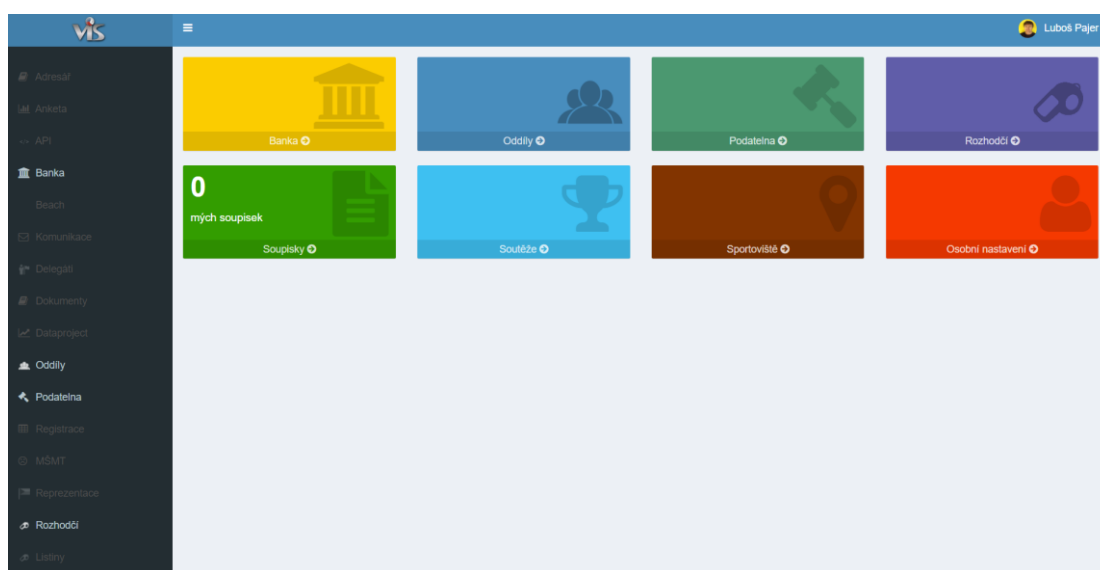 vis
Luboš Pajer
Adresář
Anketa
API
Banka
Beach
Komunikace
Delegáti
Dokumenty
Dataproject
Oddíly
Podatelna
Registrace
MŠMT
Reprezentace
Rozhodčí
Listiny
Banka
Oddíly
Podatelna
Rozhodčí
0
mých soupisek
Soupisky
Soutěže
Sportoviště
Osobní nastavení